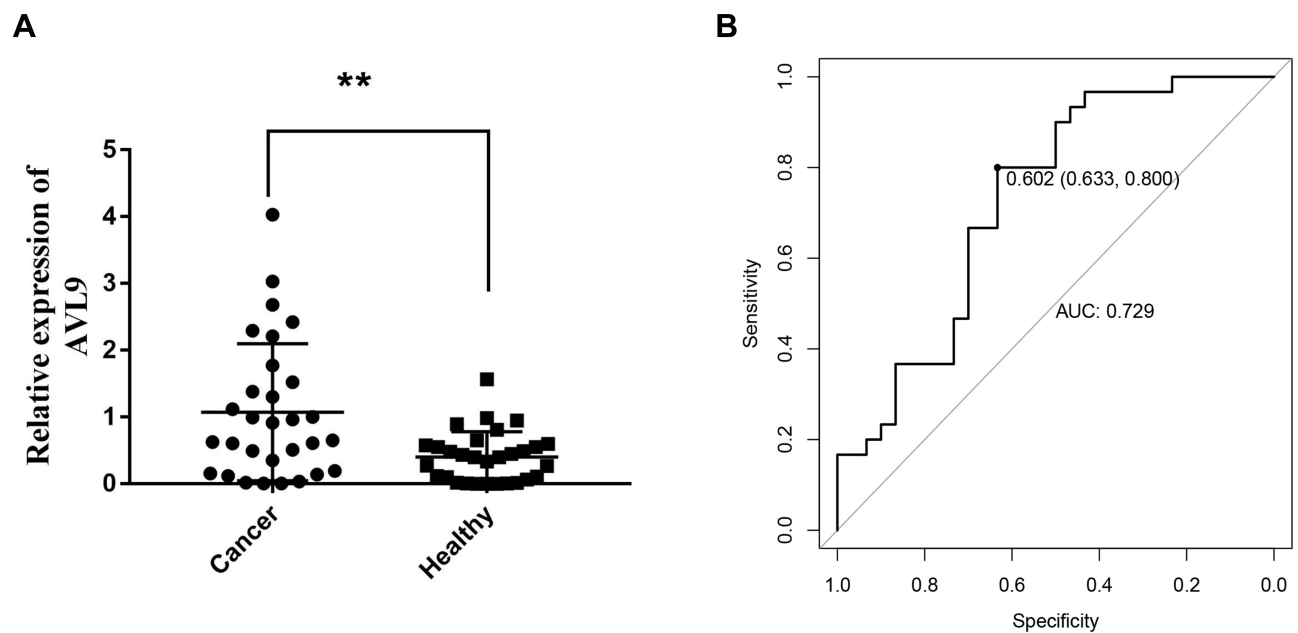 A
**
Relative expression of
AVL9
5
4
3
2
1
0
Cancer
Healthy
B
Sensitivity
1.0
0.8
0.6
0.4
0.2
0.0
0.602 (0.633, 0.800)
AUC: 0.729
1.0 0.8 0.6 0.4 0.2 0.0
Specificity